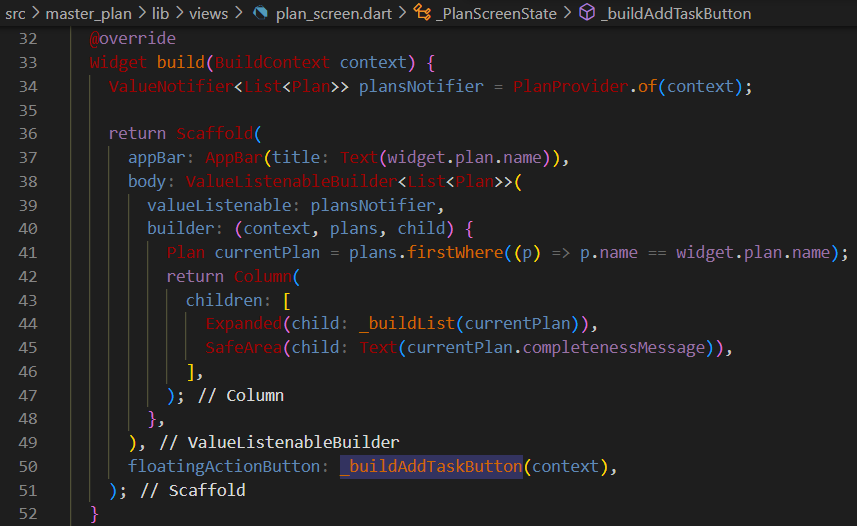 src > master_plan > lib > views > plan_screen.dart > _PlanScreenState > _buildAddTaskButton
32 @override
33 Widget build(BuildContext context) {
34 ValueNotifier<List<Plan>> plansNotifier = PlanProvider.of(context);
35
36 return Scaffold(
37 appBar: AppBar(title: Text(widget.plan.name)),
38 body: ValueListenableBuilder<List<Plan>>(
39 valueListenable: plansNotifier,
40 builder: (context, plans, child) {
41 Plan currentPlan = plans.firstWhere((p) => p.name == widget.plan.name);
42 return Column(
43 children: [
44 Expanded(child: _buildList(currentPlan)),
45 SafeArea(child: Text(currentPlan.completenessMessage)),
46 ],
47 ); // Column
48 },
49 ), // ValueListenableBuilder
50 floatingActionButton: _buildAddTaskButton(context),
51 ); // Scaffold
52 }